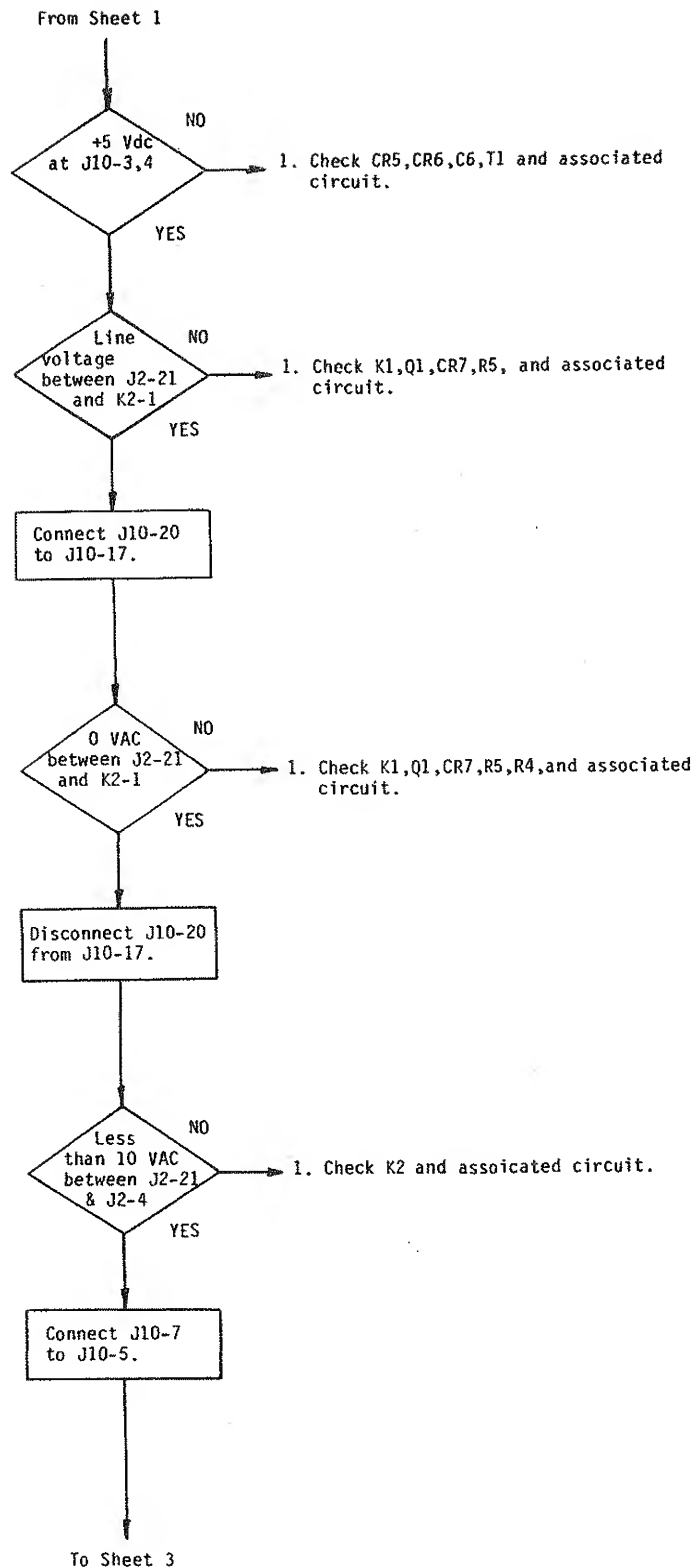 From Sheet 1
NO
+5 Vdc
at J10-3,4
1. Check CR5,CR6,C6,T1 and associated
circuit.
YES
Line
voltage
between J2-21
and K2-1
NO
1. Check K1,Q1,CR7,R5, and associated
circuit.
YES
Connect J10-20
to J10-17.
0 VAC
between J2-21
and K2-1
NO
1. Check K1,Q1,CR7,R5,R4,and associated
circuit.
YES
Disconnect J10-20
from J10-17.
NO
Less
than 10 VAC
between J2-21
& J2-4
1. Check K2 and assoicated circuit.
YES
Connect J10-7
to J10-5.
To Sheet 3